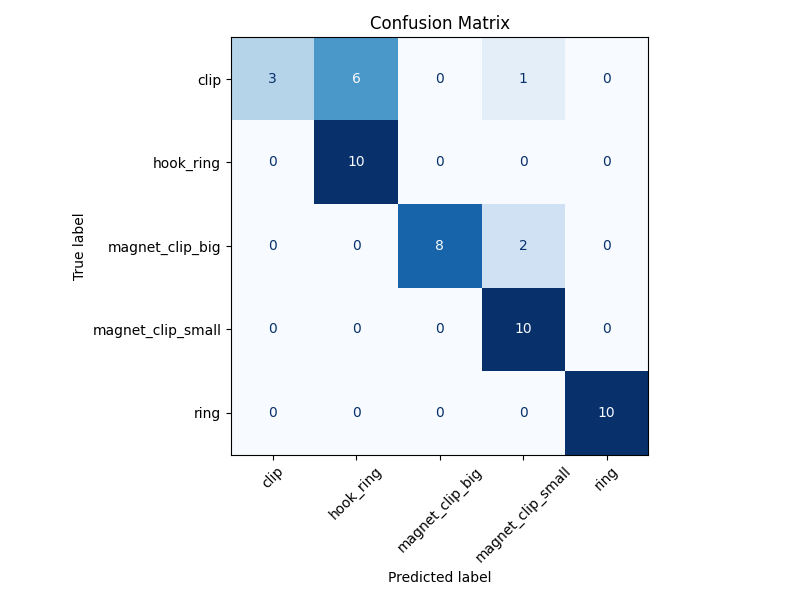 Confusion Matrix
clip 3 6 0 1 0
hook_ring 0 10 0 0 0
magnet_clip_big 0 0 8 2 0
magnet_clip_small 0 0 0 10 0
ring 0 0 0 0 10
True label
clip hook_ring magnet_clip_big magnet_clip_small ring
Predicted label